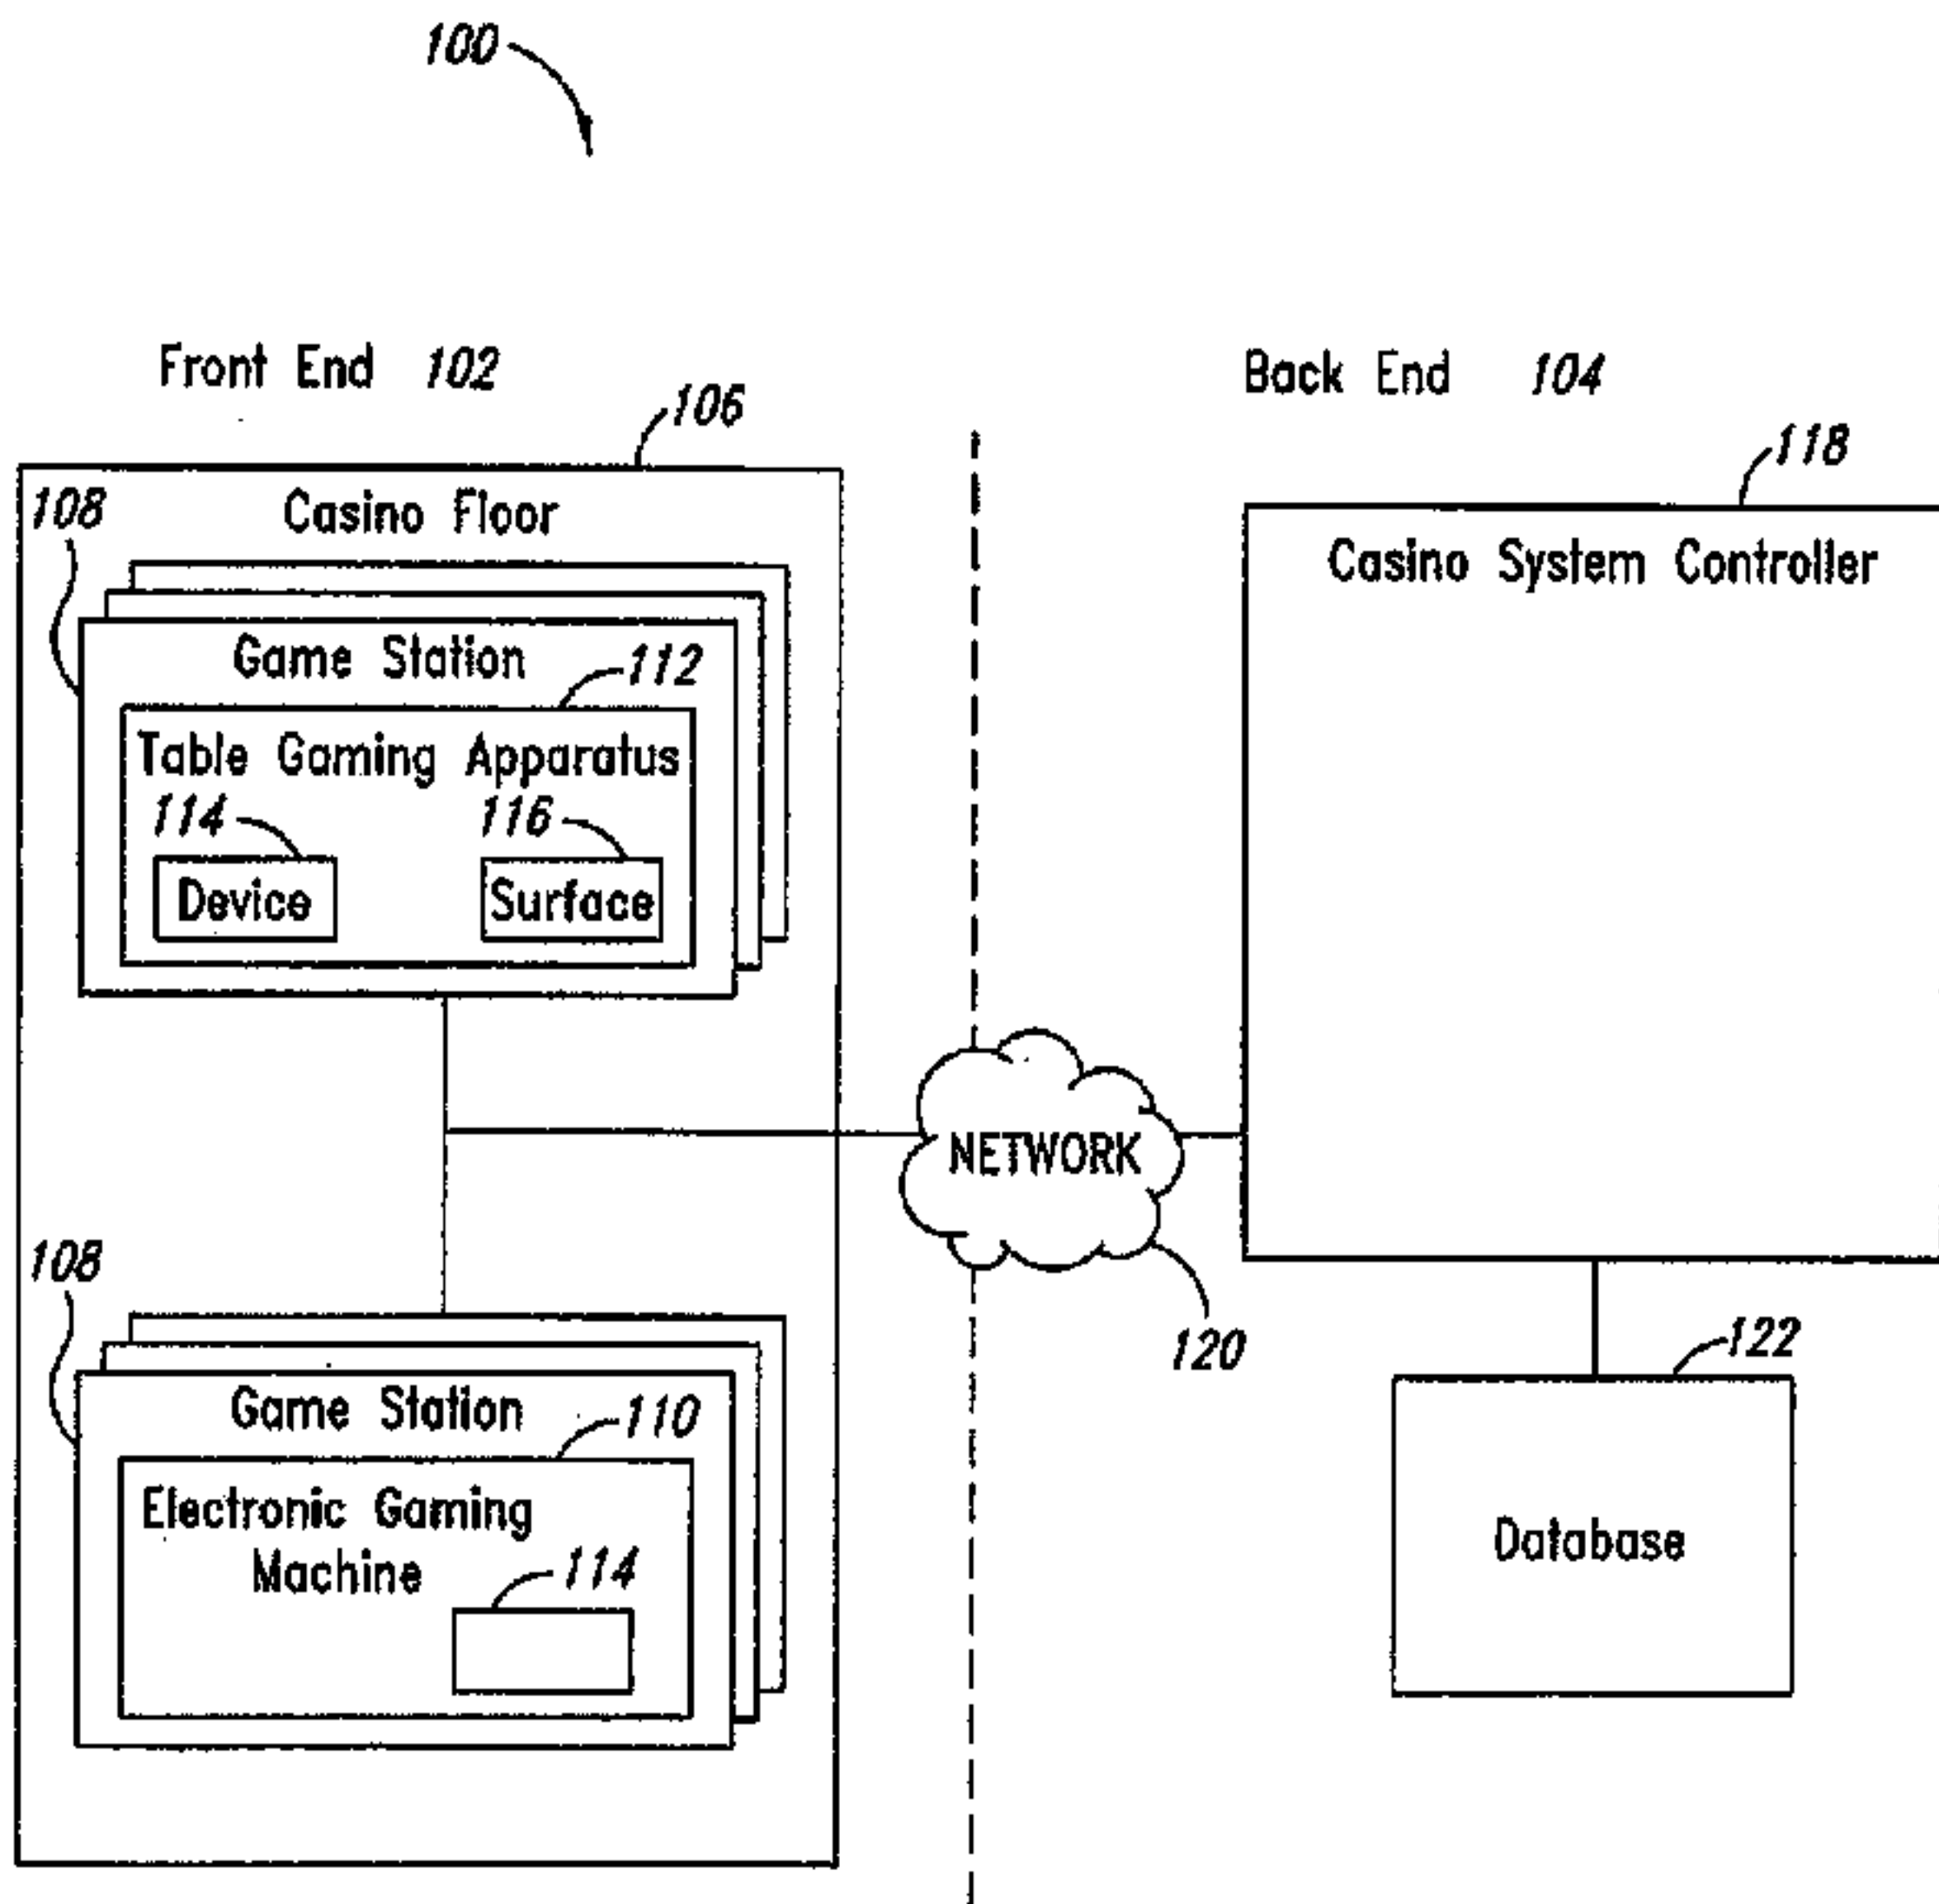 100
Front End 102
106
108
Casino Floor
Game Station
112
Table Gaming Apparatus
114
116
Device
Surface
108
Game Station
110
Electronic Gaming
Machine
114
NETWORK
120
Back End 104
118
Casino System Controller
122
Database